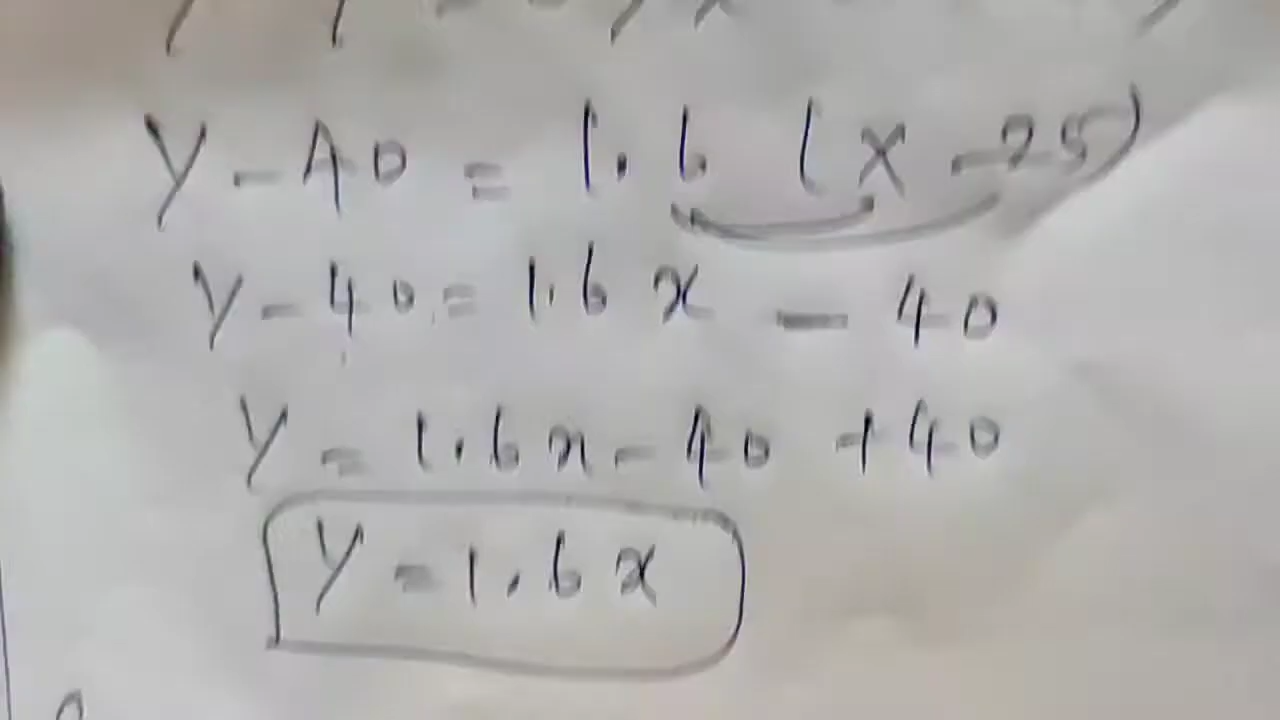 y - 40 = 1.6 (x - 25)
y - 40 = 1.6x - 40
y = 1.6x - 40 + 40
y = 1.6x